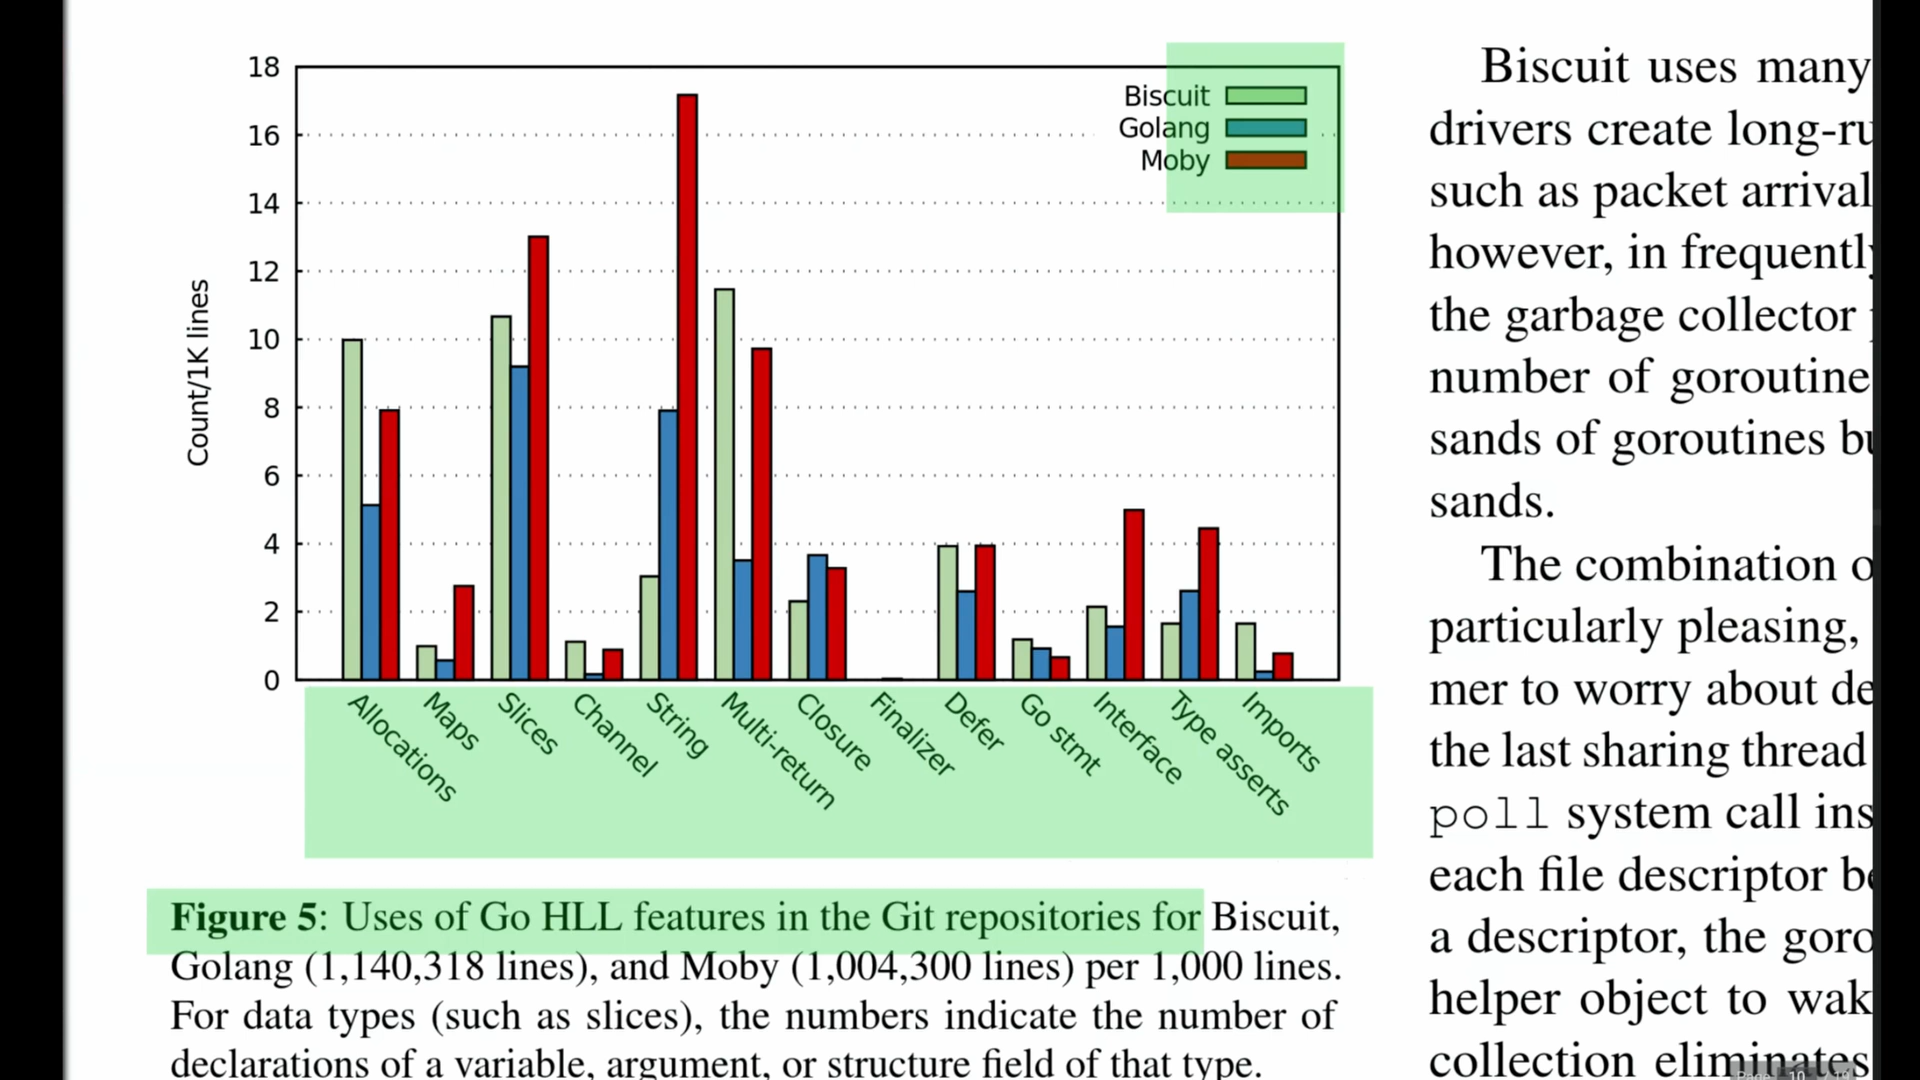 18
16
14
12
10
8
6
4
2
0
Count/1K lines
Biscuit
Golang
Moby
Allocations
Maps
Slices
Channel
String
Multi-return
Closure
Finalizer
Defer
Go stmt
Interface
Type asserts
Imports
Figure 5: Uses of Go HLL features in the Git repositories for Biscuit,
Golang (1,140,318 lines), and Moby (1,004,300 lines) per 1,000 lines.
For data types (such as slices), the numbers indicate the number of
declarations of a variable, argument, or structure field of that type.
Biscuit uses many
drivers create long-ru
such as packet arrival
however, in frequently
the garbage collector
number of goroutine
sands of goroutines bu
sands.
The combination o
particularly pleasing,
mer to worry about de
the last sharing thread
poll system call ins
each file descriptor be
a descriptor, the goro
helper object to wak
collection eliminates
Page 10